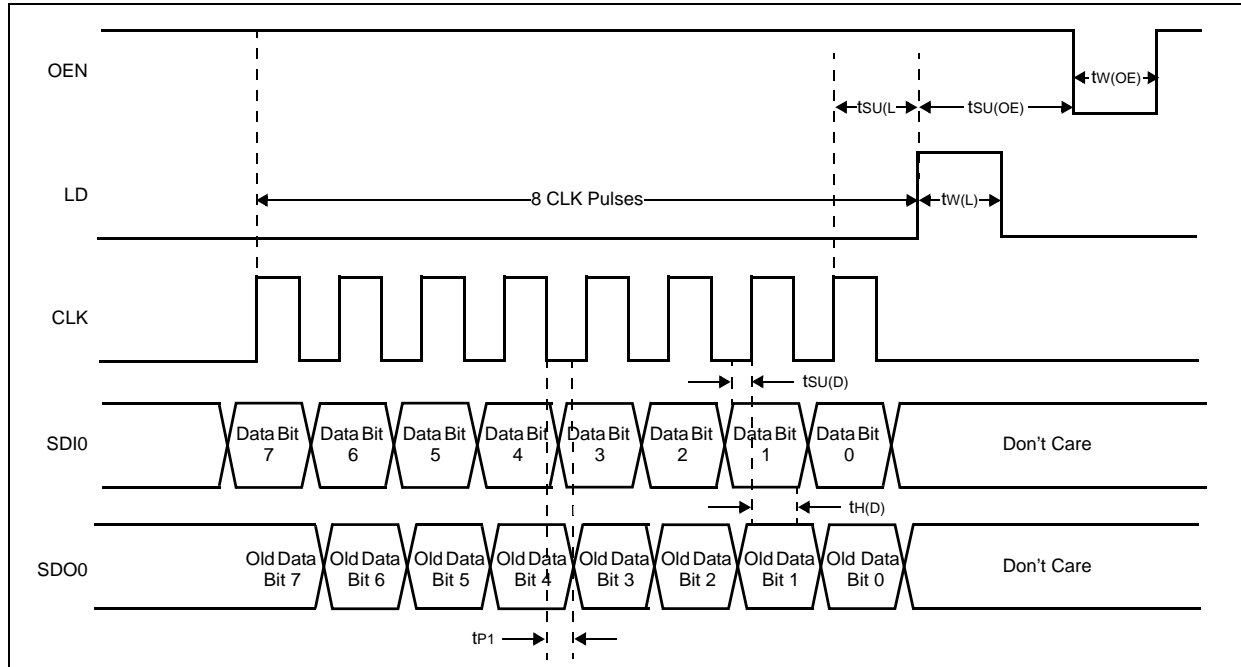 OEN
tW(OE)
tSU(L
tSU(OE)
LD
8 CLK Pulses
tW(L)
CLK
tSU(D)
SDI0
Data Bit
7
Data Bit
6
Data Bit
5
Data Bit
4
Data Bit
3
Data Bit
2
Data Bit
1
Data Bit
0
Don't Care
tH(D)
SDO0
Old Data
Bit 7
Old Data
Bit 6
Old Data
Bit 5
Old Data
Bit 4
Old Data
Bit 3
Old Data
Bit 2
Old Data
Bit 1
Old Data
Bit 0
Don't Care
tP1